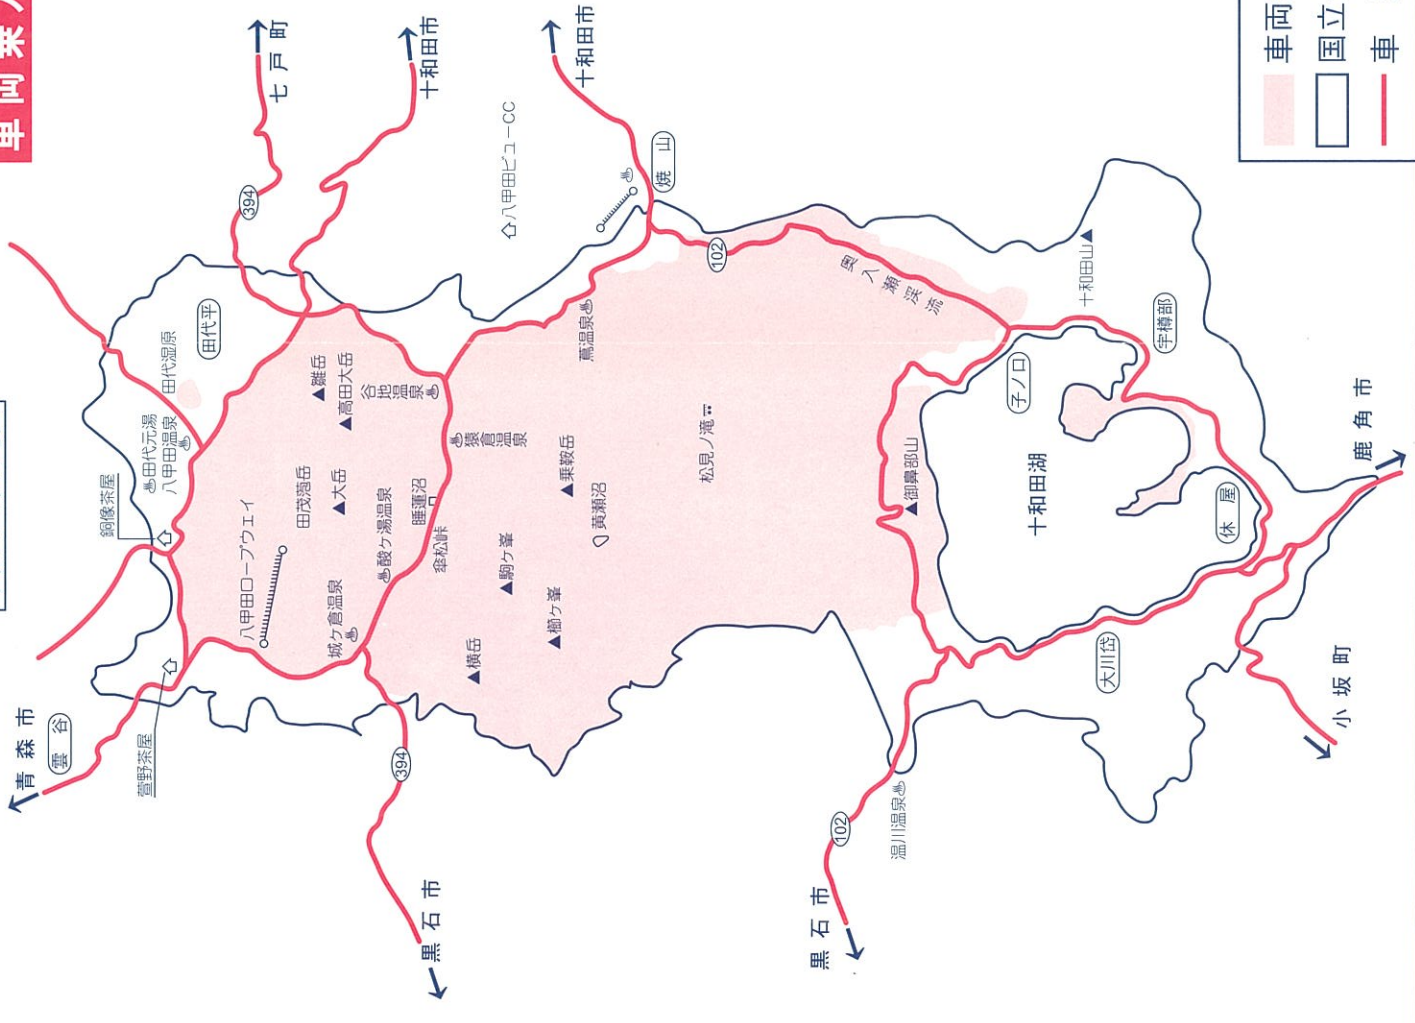 車両乗
七戸町
十和田市
十和田市
394
八甲田ビューCC
焼山
102
奥入瀬渓流
田代平
田代湿原
田代元湯
八甲田温泉
銅像茶屋
雛岳
高田大岳
谷地温泉
蔦温泉
猿倉温泉
田茂萢岳
大岳
酸ケ湯温泉
睡蓮沼
傘松峠
八甲田ロープウェイ
城ケ倉温泉
乗鞍岳
黄瀬沼
松見ノ滝
駒ケ峯
櫛ケ峯
横岳
青森市
雲谷
萱野茶屋
394
黒石市
黒石市
102
温川温泉
御鼻部山
子ノ口
十和田山
宇樽部
十和田湖
休屋
大川岱
鹿角市
小坂町
車両
国立
車